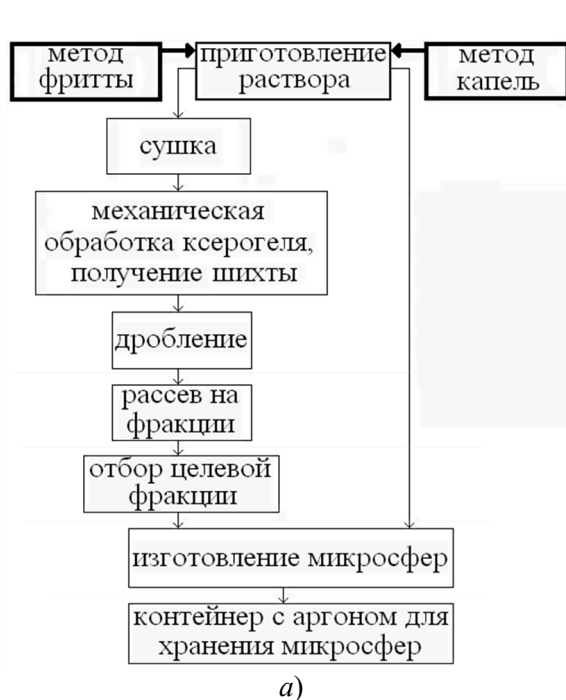 метод
фритты
приготовление
раствора
метод
капель
сушка
механическая
обработка ксерогеля,
получение шихты
дробление
рассев на
фракции
отбор целевой
фракции
изготовление микросфер
контейнер с аргоном для
хранения микросфер
а)